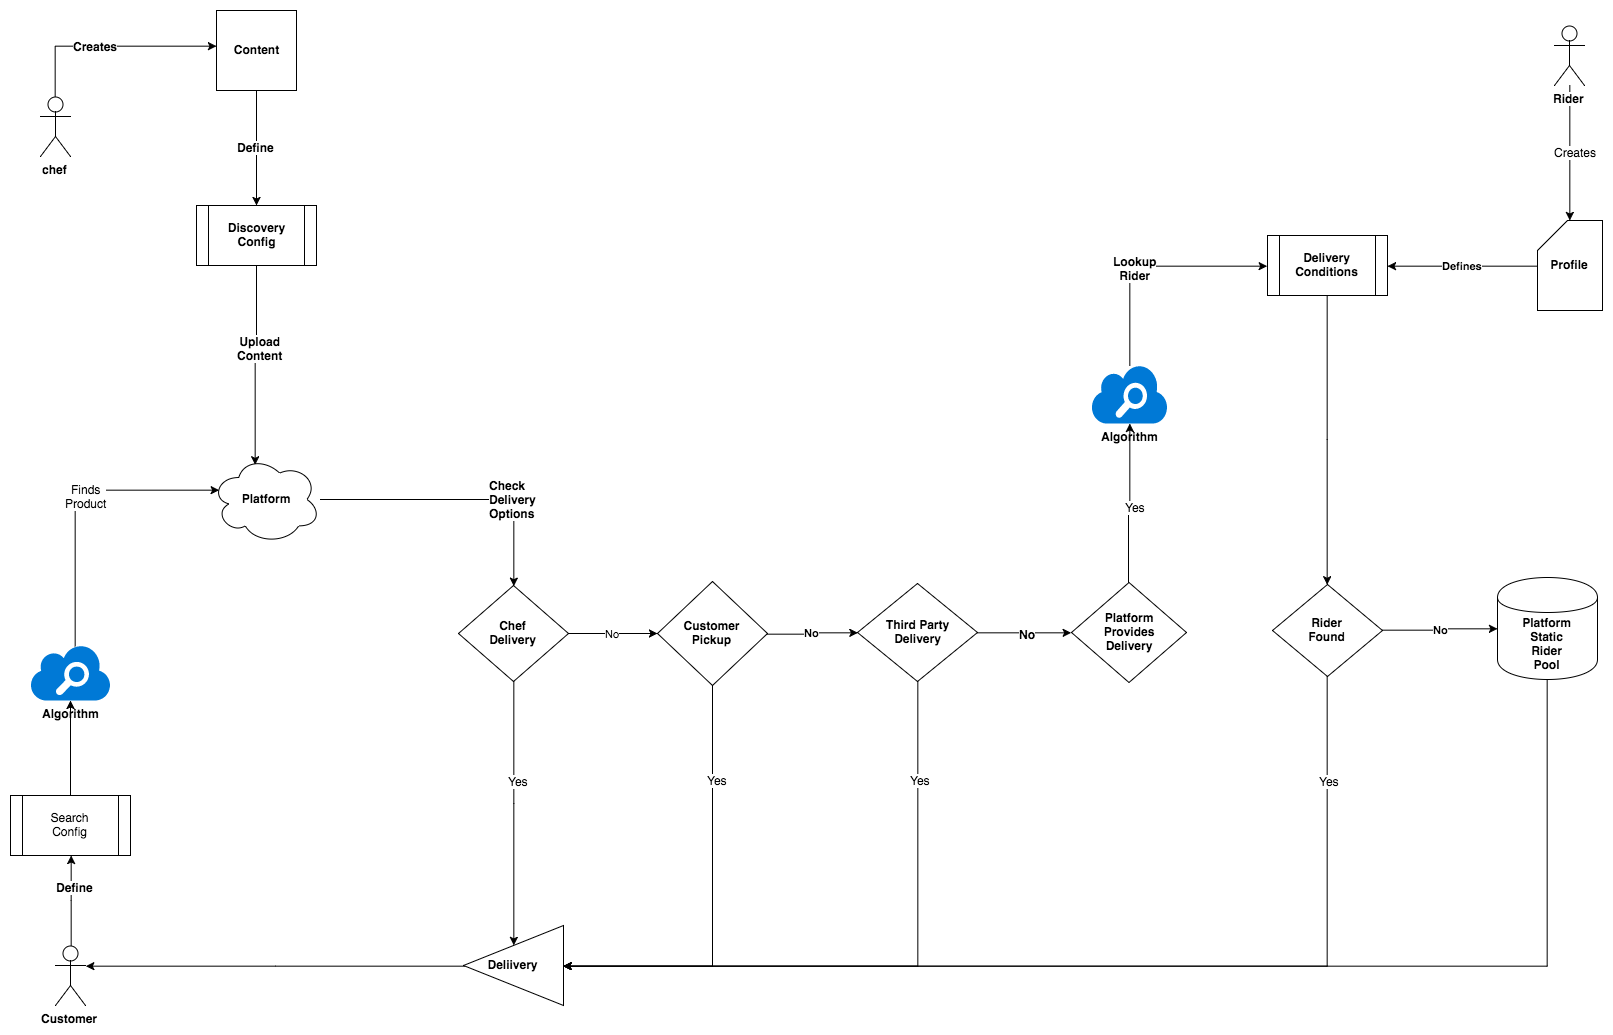 Creates
Content
chef
Define
Discovery
Config
Upload
Content
Finds
Product
Platform
Check
Delivery
Options
Rider
Creates
Lookup
Rider
Delivery
Conditions
Defines
Profile
Algorithm
Yes
Chef
Delivery
No
Customer
Pickup
No
Third Party
Delivery
No
Platform
Provides
Delivery
Rider
Found
No
Platform
Static
Rider
Pool
Algorithm
Yes
Yes
Yes
Yes
Search
Config
Define
Customer
Deliivery